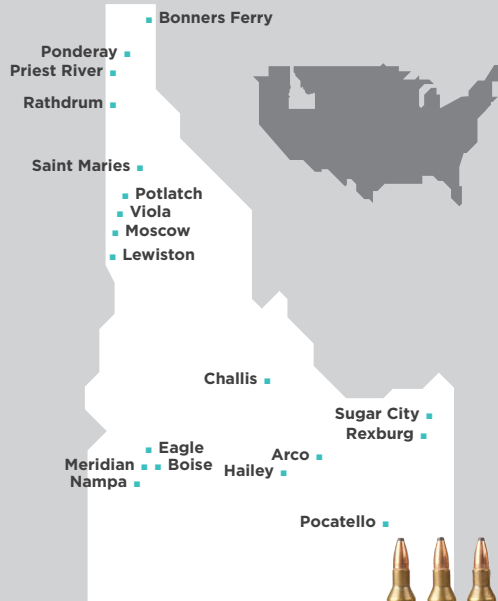 Bonners Ferry
Ponderay
Priest River
Rathdrum
Saint Maries
Potlatch
Viola
Moscow
Lewiston
Challis
Sugar City
Rexburg
Eagle
Arco
Meridian
Boise
Hailey
Nampa
Pocatello